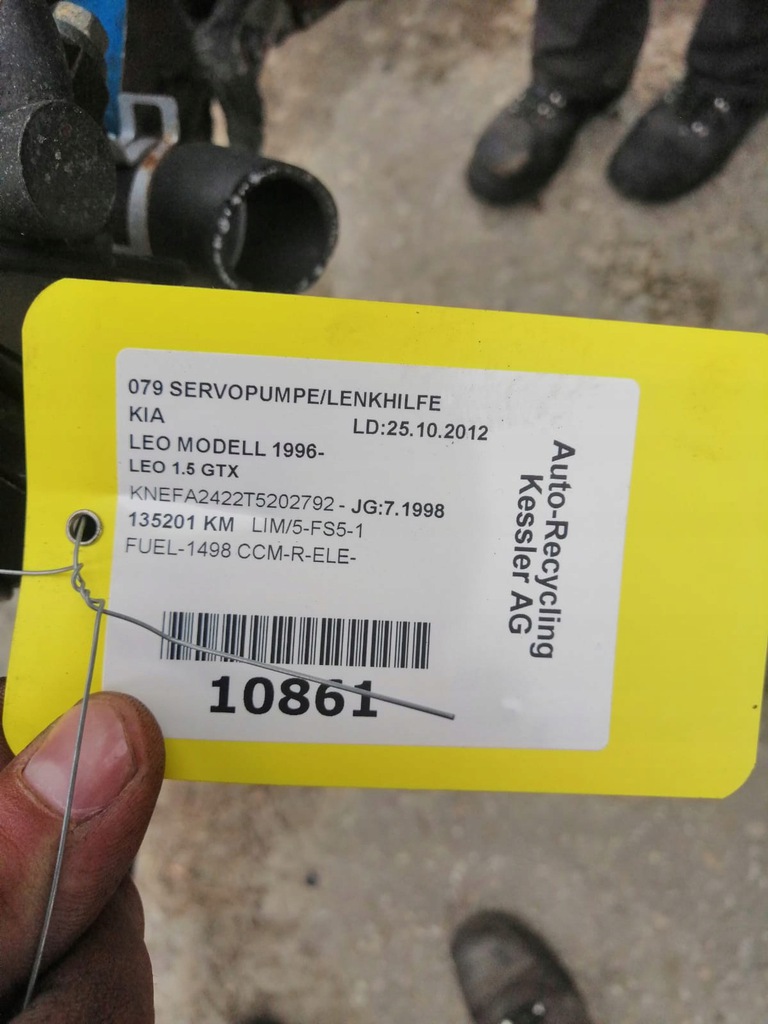 079 SERVOPUMPE/LENKHILFE
KIA
LD:25.10.2012
LEO MODELL 1996-
LEO 1.5 GTX
KNEFA2422T5202792 - JG:7.1998
135201 KM LIM/5-FS5-1
FUEL-1498 CCM-R-ELE-
10861
Auto-Recycling
Kessler AG